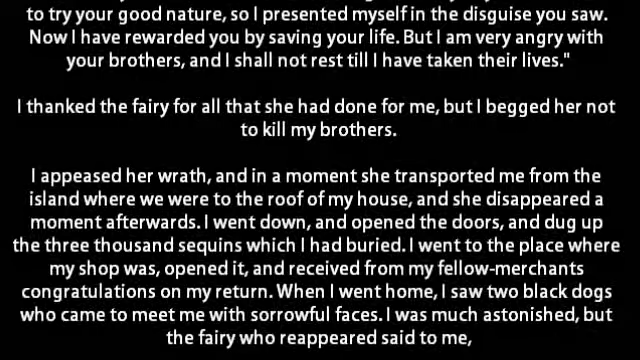 to try your good nature, so I presented myself in the disguise you saw.
Now I have rewarded you by saving your life. But I am very angry with
your brothers, and I shall not rest till I have taken their lives."
I thanked the fairy for all that she had done for me, but I begged her not
to kill my brothers.
I appeased her wrath, and in a moment she transported me from the
island where we were to the roof of my house, and she disappeared a
moment afterwards. I went down, and opened the doors, and dug up
the three thousand sequins which I had buried. I went to the place where
my shop was, opened it, and received from my fellow-merchants
congratulations on my return. When I went home, I saw two black dogs
who came to meet me with sorrowful faces. I was much astonished, but
the fairy who reappeared said to me,